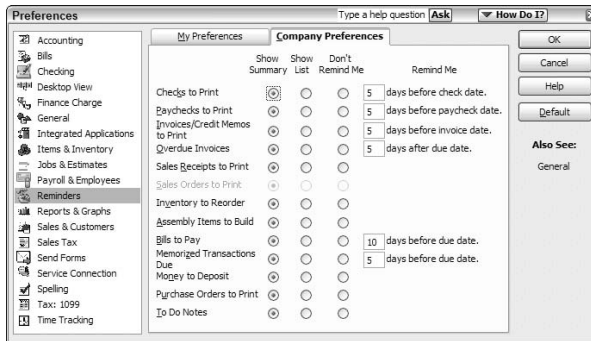 Preferences
Type a help question Ask
How Do I?
Accounting
Bills
Checking
Desktop View
Finance Charge
General
Integrated Applications
Items & Inventory
Jobs & Estimates
Payroll & Employees
Reminders
Reports & Graphs
Sales & Customers
Sales Tax
Send Forms
Service Connection
Spelling
Tax: 1099
Time Tracking
My Preferences
Company Preferences
Show Summary
Show List
Don't Remind Me
Remind Me
Checks to Print 5 days before check date.
Paychecks to Print 5 days before paycheck date.
Invoices/Credit Memos to Print 5 days before invoice date.
Overdue Invoices 5 days after due date.
Sales Receipts to Print
Sales Orders to Print
Inventory to Reorder
Assembly Items to Build
Bills to Pay 10 days before due date.
Memorized Transactions Due 5 days before due date.
Money to Deposit
Purchase Orders to Print
To Do Notes
OK
Cancel
Help
Default
Also See:
General